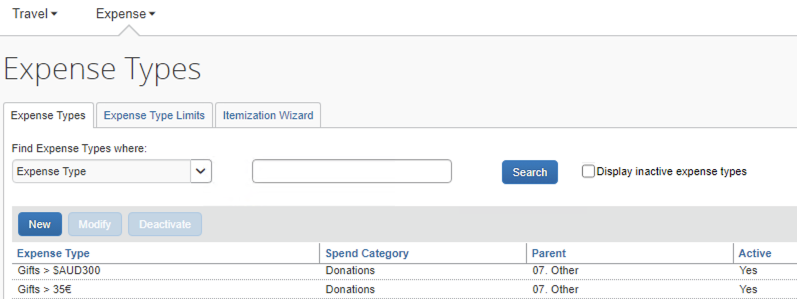 Travel Expense
Expense Types
Expense Types Expense Type Limits Itemization Wizard
Find Expense Types where:
Expense Type Search Display inactive expense types
New Modify Deactivate
Expense Type Spend Category Parent Active
Gifts > $AUD300 Donations 07. Other Yes
Gifts > 35€ Donations 07. Other Yes